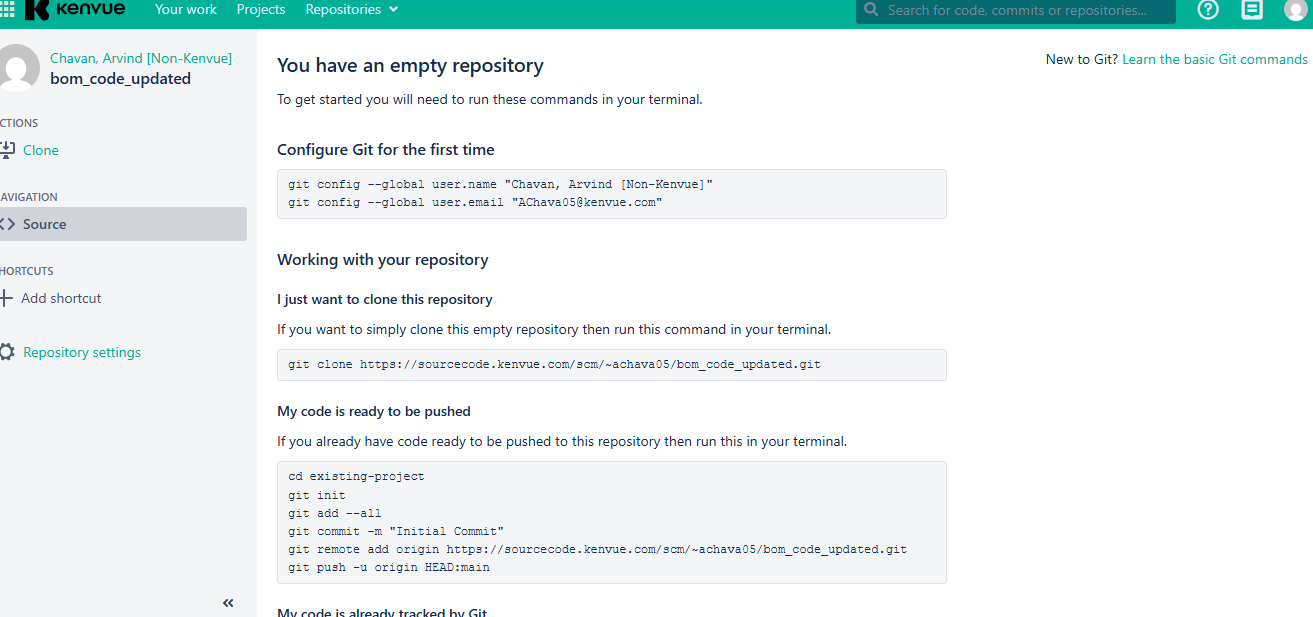 KENVUE
Your work Projects Repositories
Search for code, commits or repositories...
Chavan, Arvind [Non-Kenvue]
bom_code_updated
CTIONS
Clone
AVIGATION
Source
HORTCUTS
Add shortcut
Repository settings
You have an empty repository
New to Git? Learn the basic Git commands
To get started you will need to run these commands in your terminal.
Configure Git for the first time
git config --global user.name "Chavan, Arvind [Non-Kenvue]"
git config --global user.email "AChava05@kenvue.com"
Working with your repository
I just want to clone this repository
If you want to simply clone this empty repository then run this command in your terminal.
git clone https://sourcecode.kenvue.com/scm/~achava05/bom_code_updated.git
My code is ready to be pushed
If you already have code ready to be pushed to this repository then run this in your terminal.
cd existing-project
git init
git add --all
git commit -m "Initial Commit"
git remote add origin https://sourcecode.kenvue.com/scm/~achava05/bom_code_updated.git
git push -u origin HEAD:main
My code is already tracked by Git